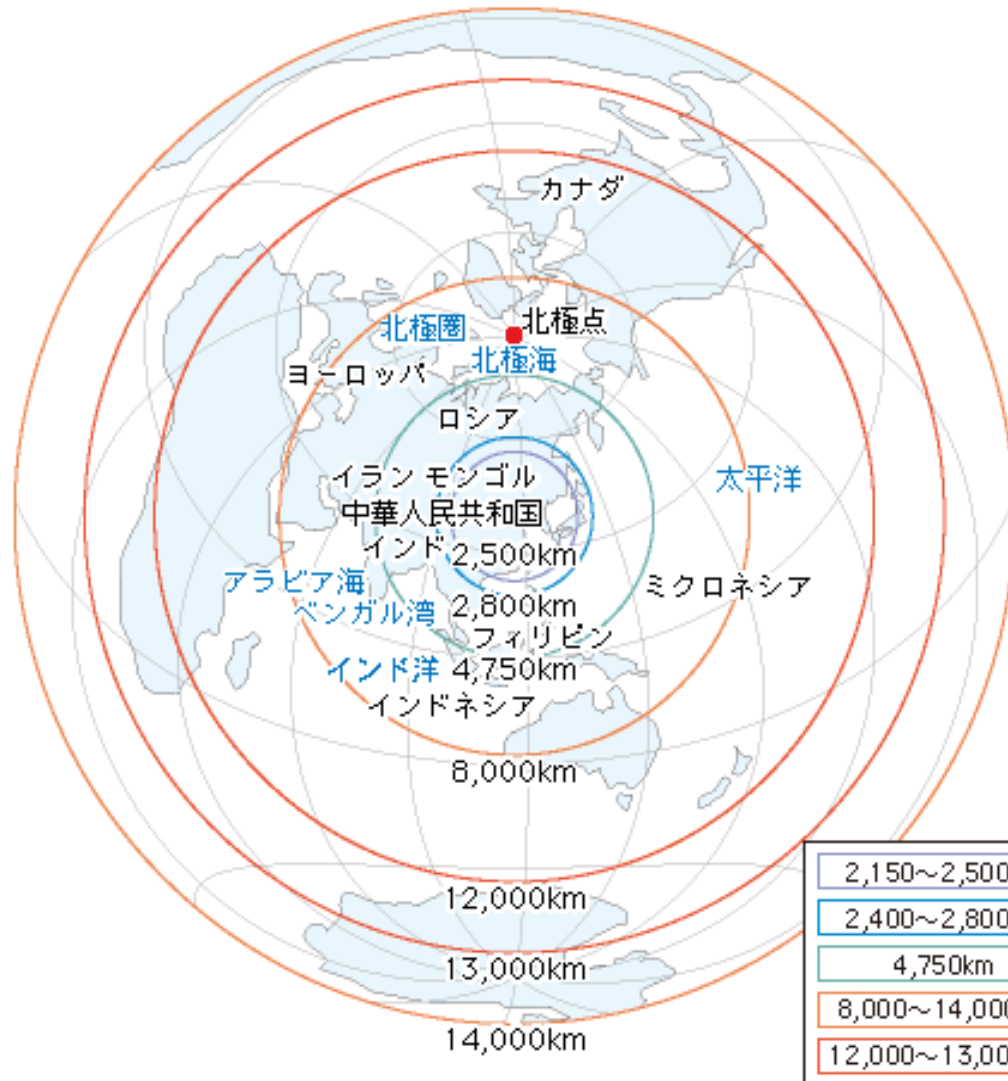 カナダ
北極点
北極圏
北極海
ヨーロッパ
ロシア
イラン モンゴル
太平洋
中華人民共和国
インド
2,500km
アラビア海
ミクロネシア
ベンガル湾
2,800km
フィリピン
インド洋
4,750km
インドネシア
8,000km
12,000km
13,000km
14,000km
2,150～2,500
2,400～2,800
4,750km
8,000～14,000
12,000～13,000